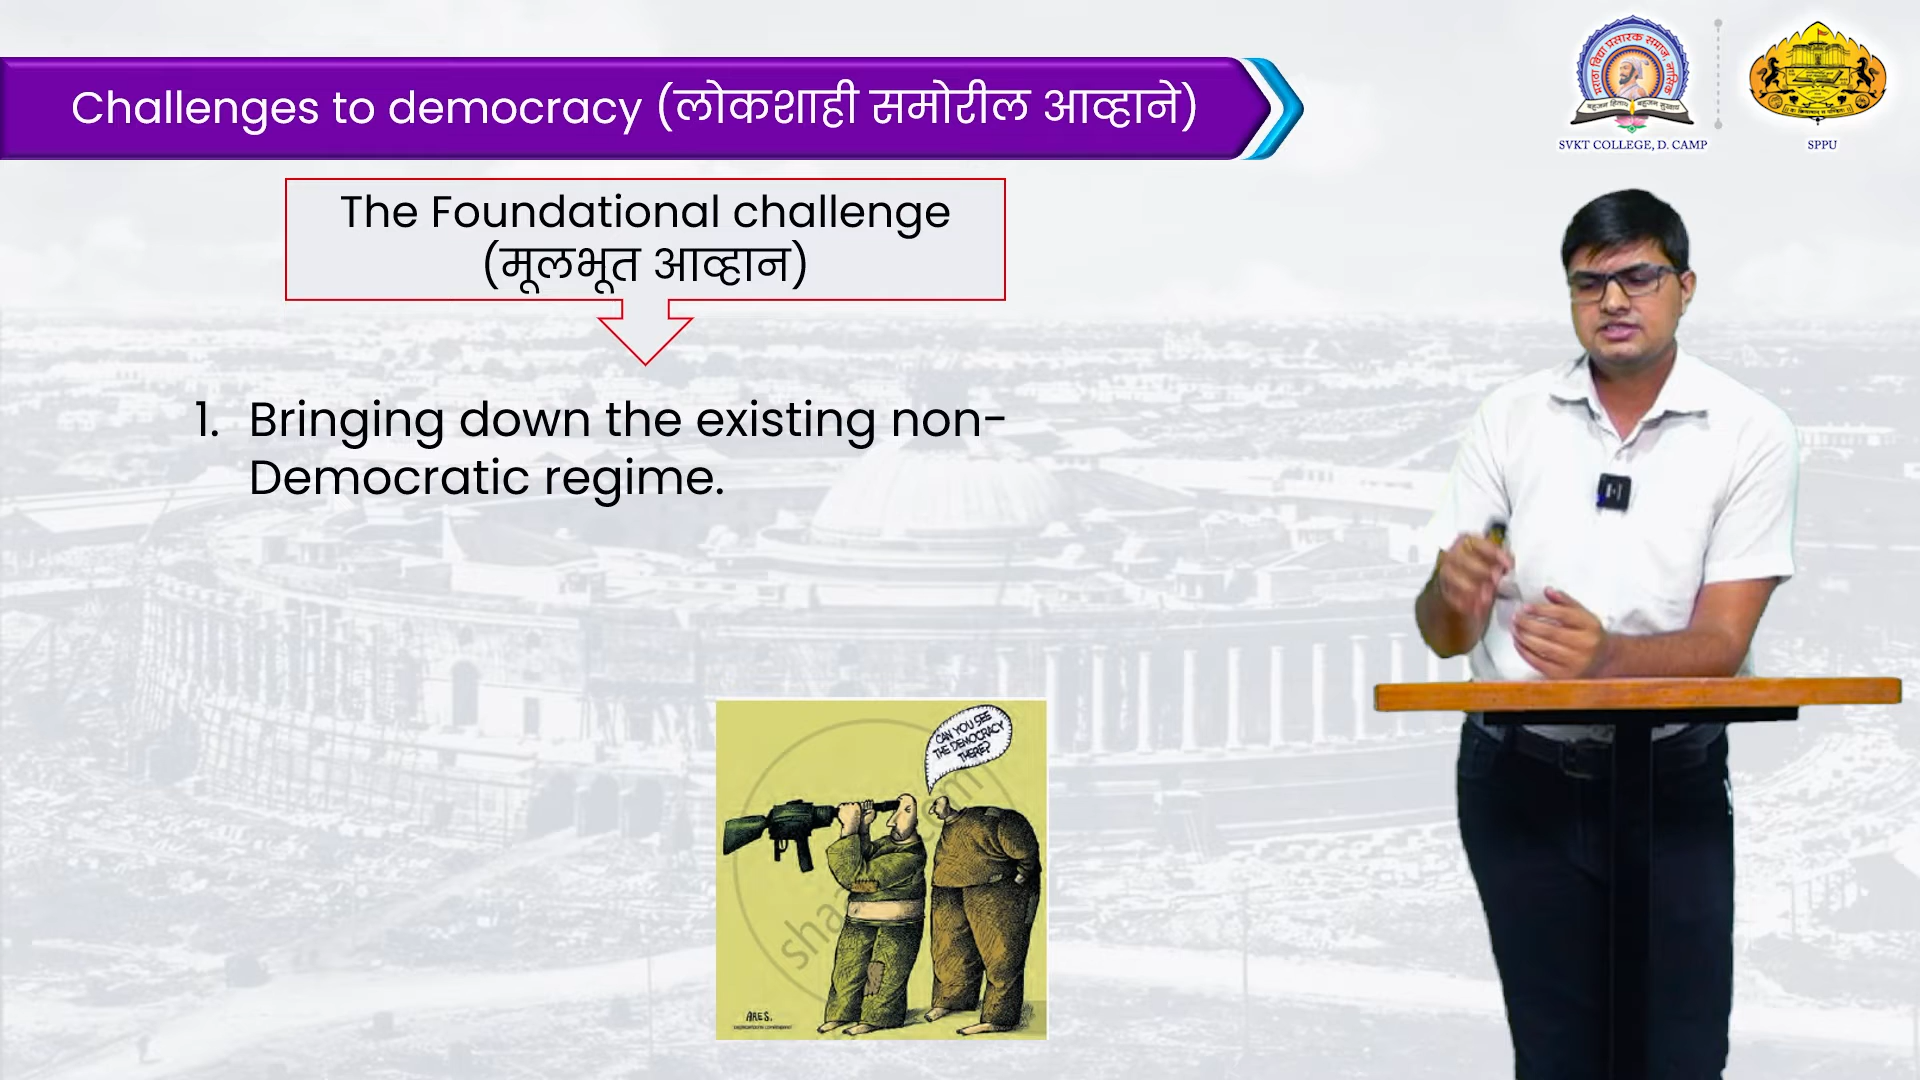 Challenges to democracy (लोकशाही समोरील आव्हाने)
SVKT COLLEGE, D. CAMP
SPPU
The Foundational challenge
(मूलभूत आव्हान)
1. Bringing down the existing non-
Democratic regime.
CAN YOU SEE
THE DEMOCRACY
THERE?
ARES.